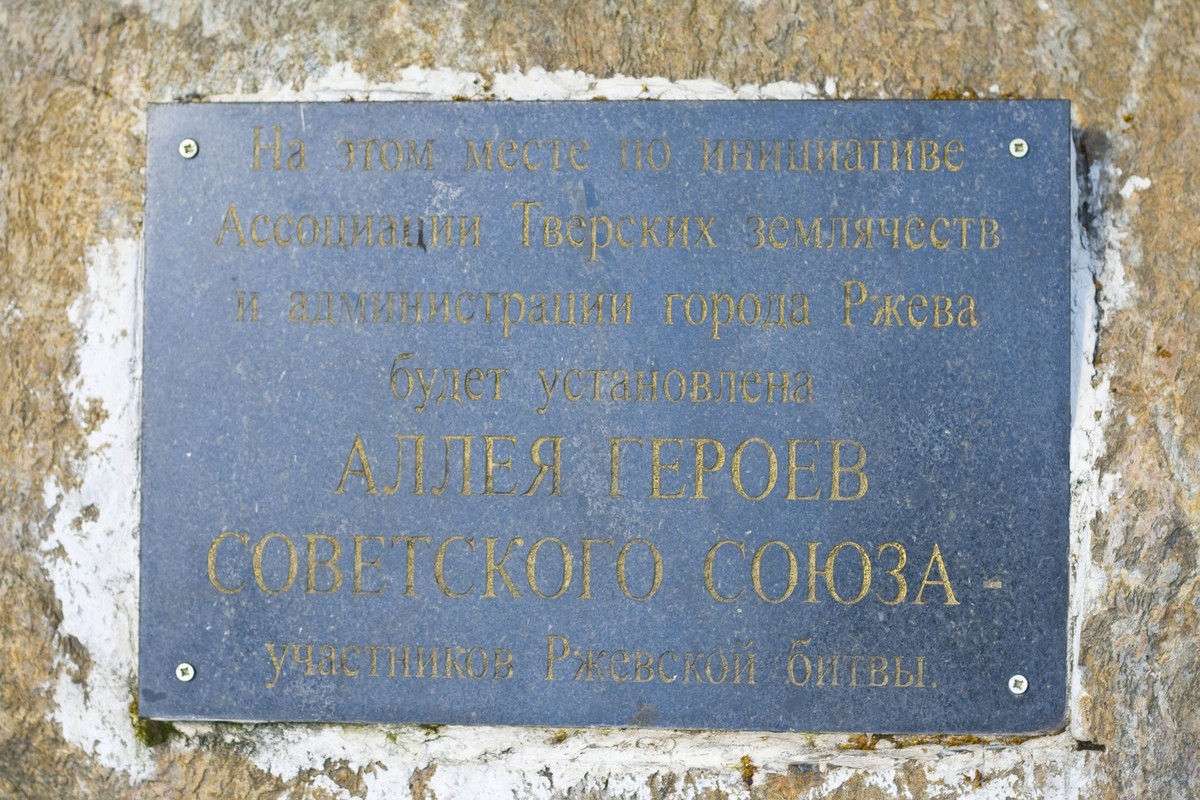 На этом месте по инициативе
Ассоциации Тверских землячеств
и администрации города Ржева
будет установлена
АЛЛЕЯ ГЕРОЕВ
СОВЕТСКОГО СОЮЗА -
участников Ржевской битвы.